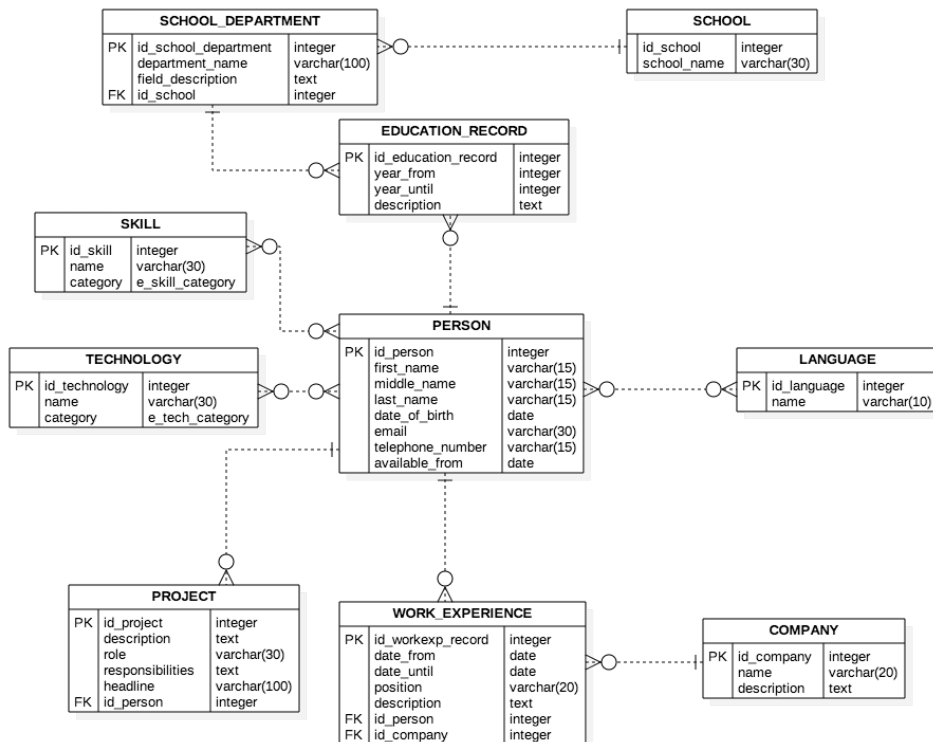 SCHOOL_DEPARTMENT
PK id_school_department integer
department_name varchar(100)
field_description text
FK id_school integer
SCHOOL
id_school integer
school_name varchar(30)
EDUCATION_RECORD
PK id_education_record integer
year_from integer
year_until integer
description text
SKILL
PK id_skill integer
name varchar(30)
category e_skill_category
PERSON
PK id_person integer
first_name varchar(15)
middle_name varchar(15)
last_name varchar(15)
date_of_birth date
email varchar(30)
telephone_number varchar(15)
available_from date
TECHNOLOGY
PK id_technology integer
name varchar(30)
category e_tech_category
LANGUAGE
PK id_language integer
name varchar(10)
PROJECT
PK id_project integer
description text
role varchar(30)
responsibilities text
headline varchar(100)
FK id_person integer
WORK_EXPERIENCE
PK id_workexp_record integer
date_from date
date_until date
position varchar(20)
description text
FK id_person integer
FK id_company integer
COMPANY
PK id_company integer
name varchar(20)
description text